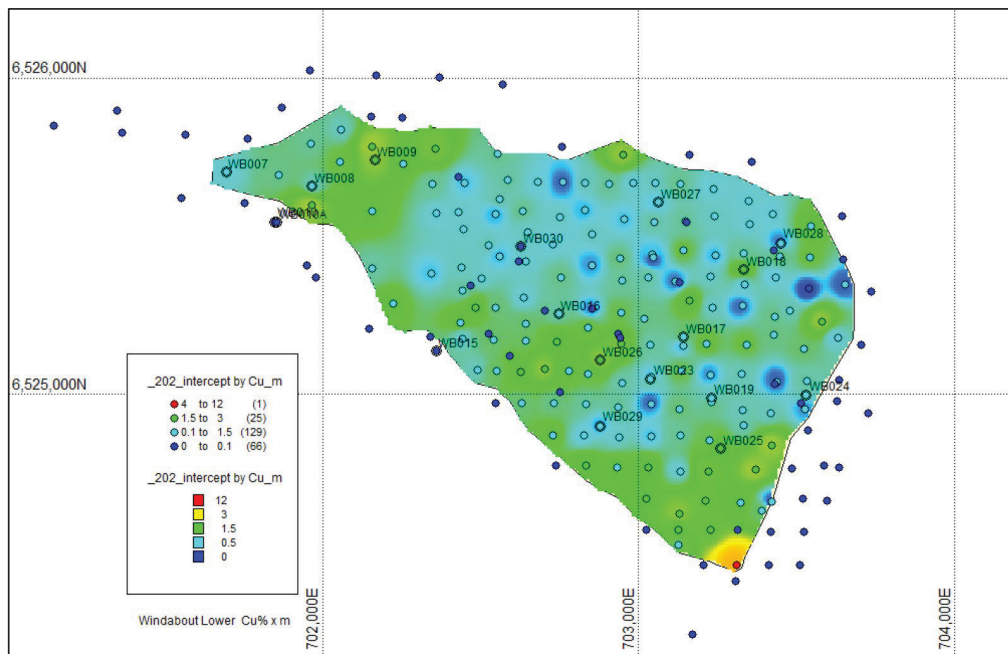 6,526,000N
WB009
WB007
WB008
WB010A
WB027
WB028
WB030
WB018
WB016
WB017
WB015
WB026
6,525,000N
WB023
WB024
WB019
WB029
WB025
_202_intercept by Cu_m
4 to 12 (1)
1.5 to 3 (25)
0.1 to 1.5 (129)
0 to 0.1 (66)
_202_intercept by Cu_m
12
3
1.5
0.5
0
Windabout Lower Cu% x m
702,000E
703,000E
704,000E